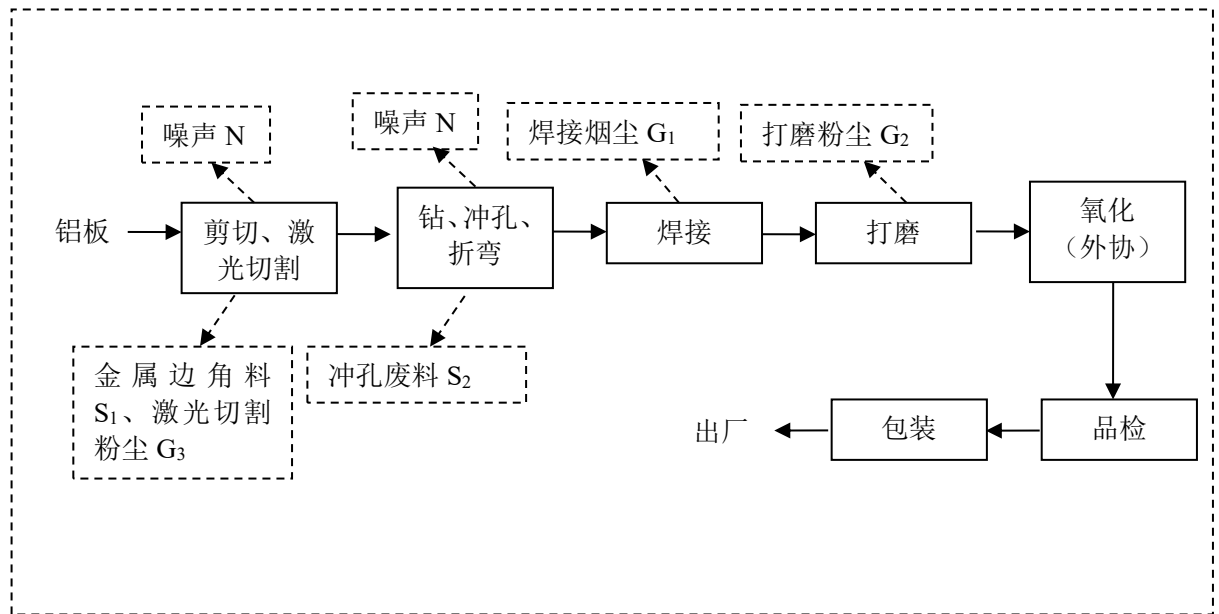 噪声 N
噪声 N
焊接烟尘 G₁
打磨粉尘 G₂
铝板
剪切、激
光切割
钻、冲孔、
折弯
焊接
打磨
氧化
（外协）
金属边角料
S₁、激光切割
粉尘 G₃
冲孔废料 S₂
出厂
包装
品检